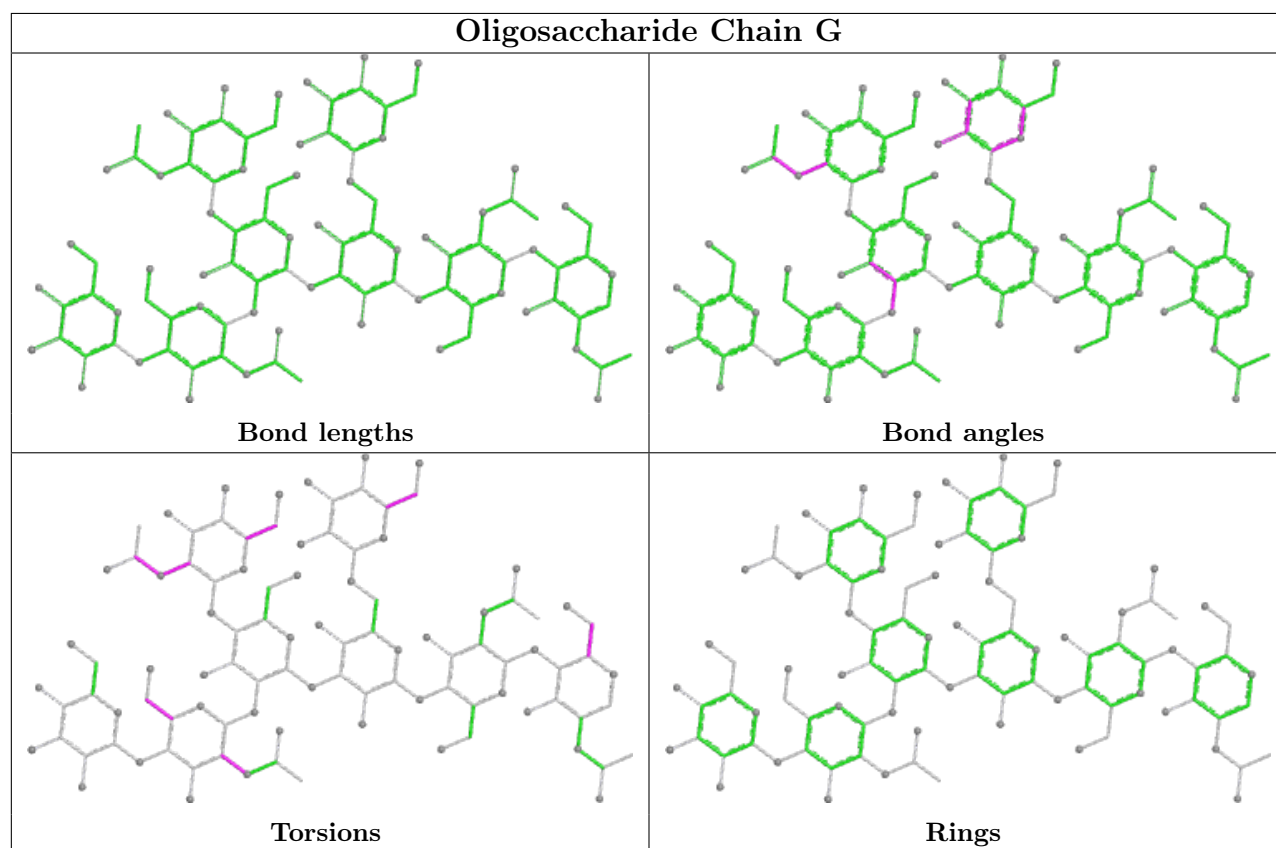 Oligosaccharide Chain G
Bond lengths
Bond angles
Torsions
Rings